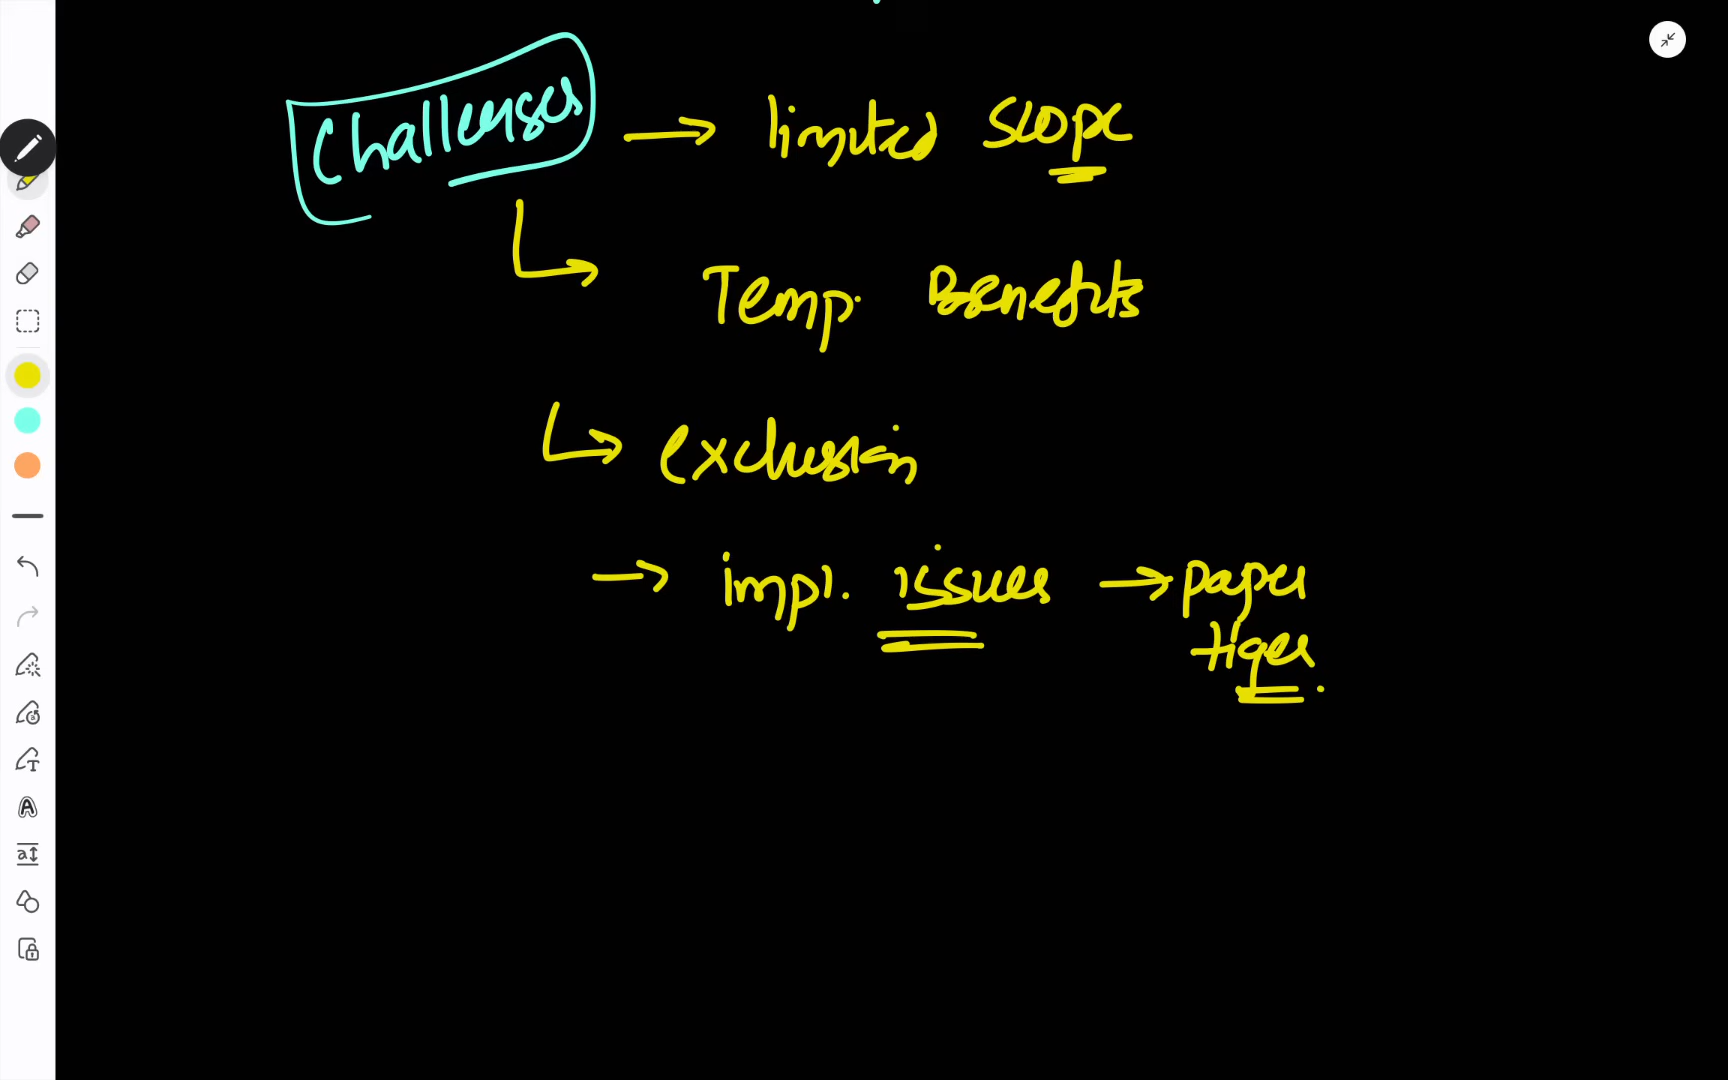 Challenges → limited scope
Temp. Benefits
exclusion
→ impl. issues → paper
tiger.